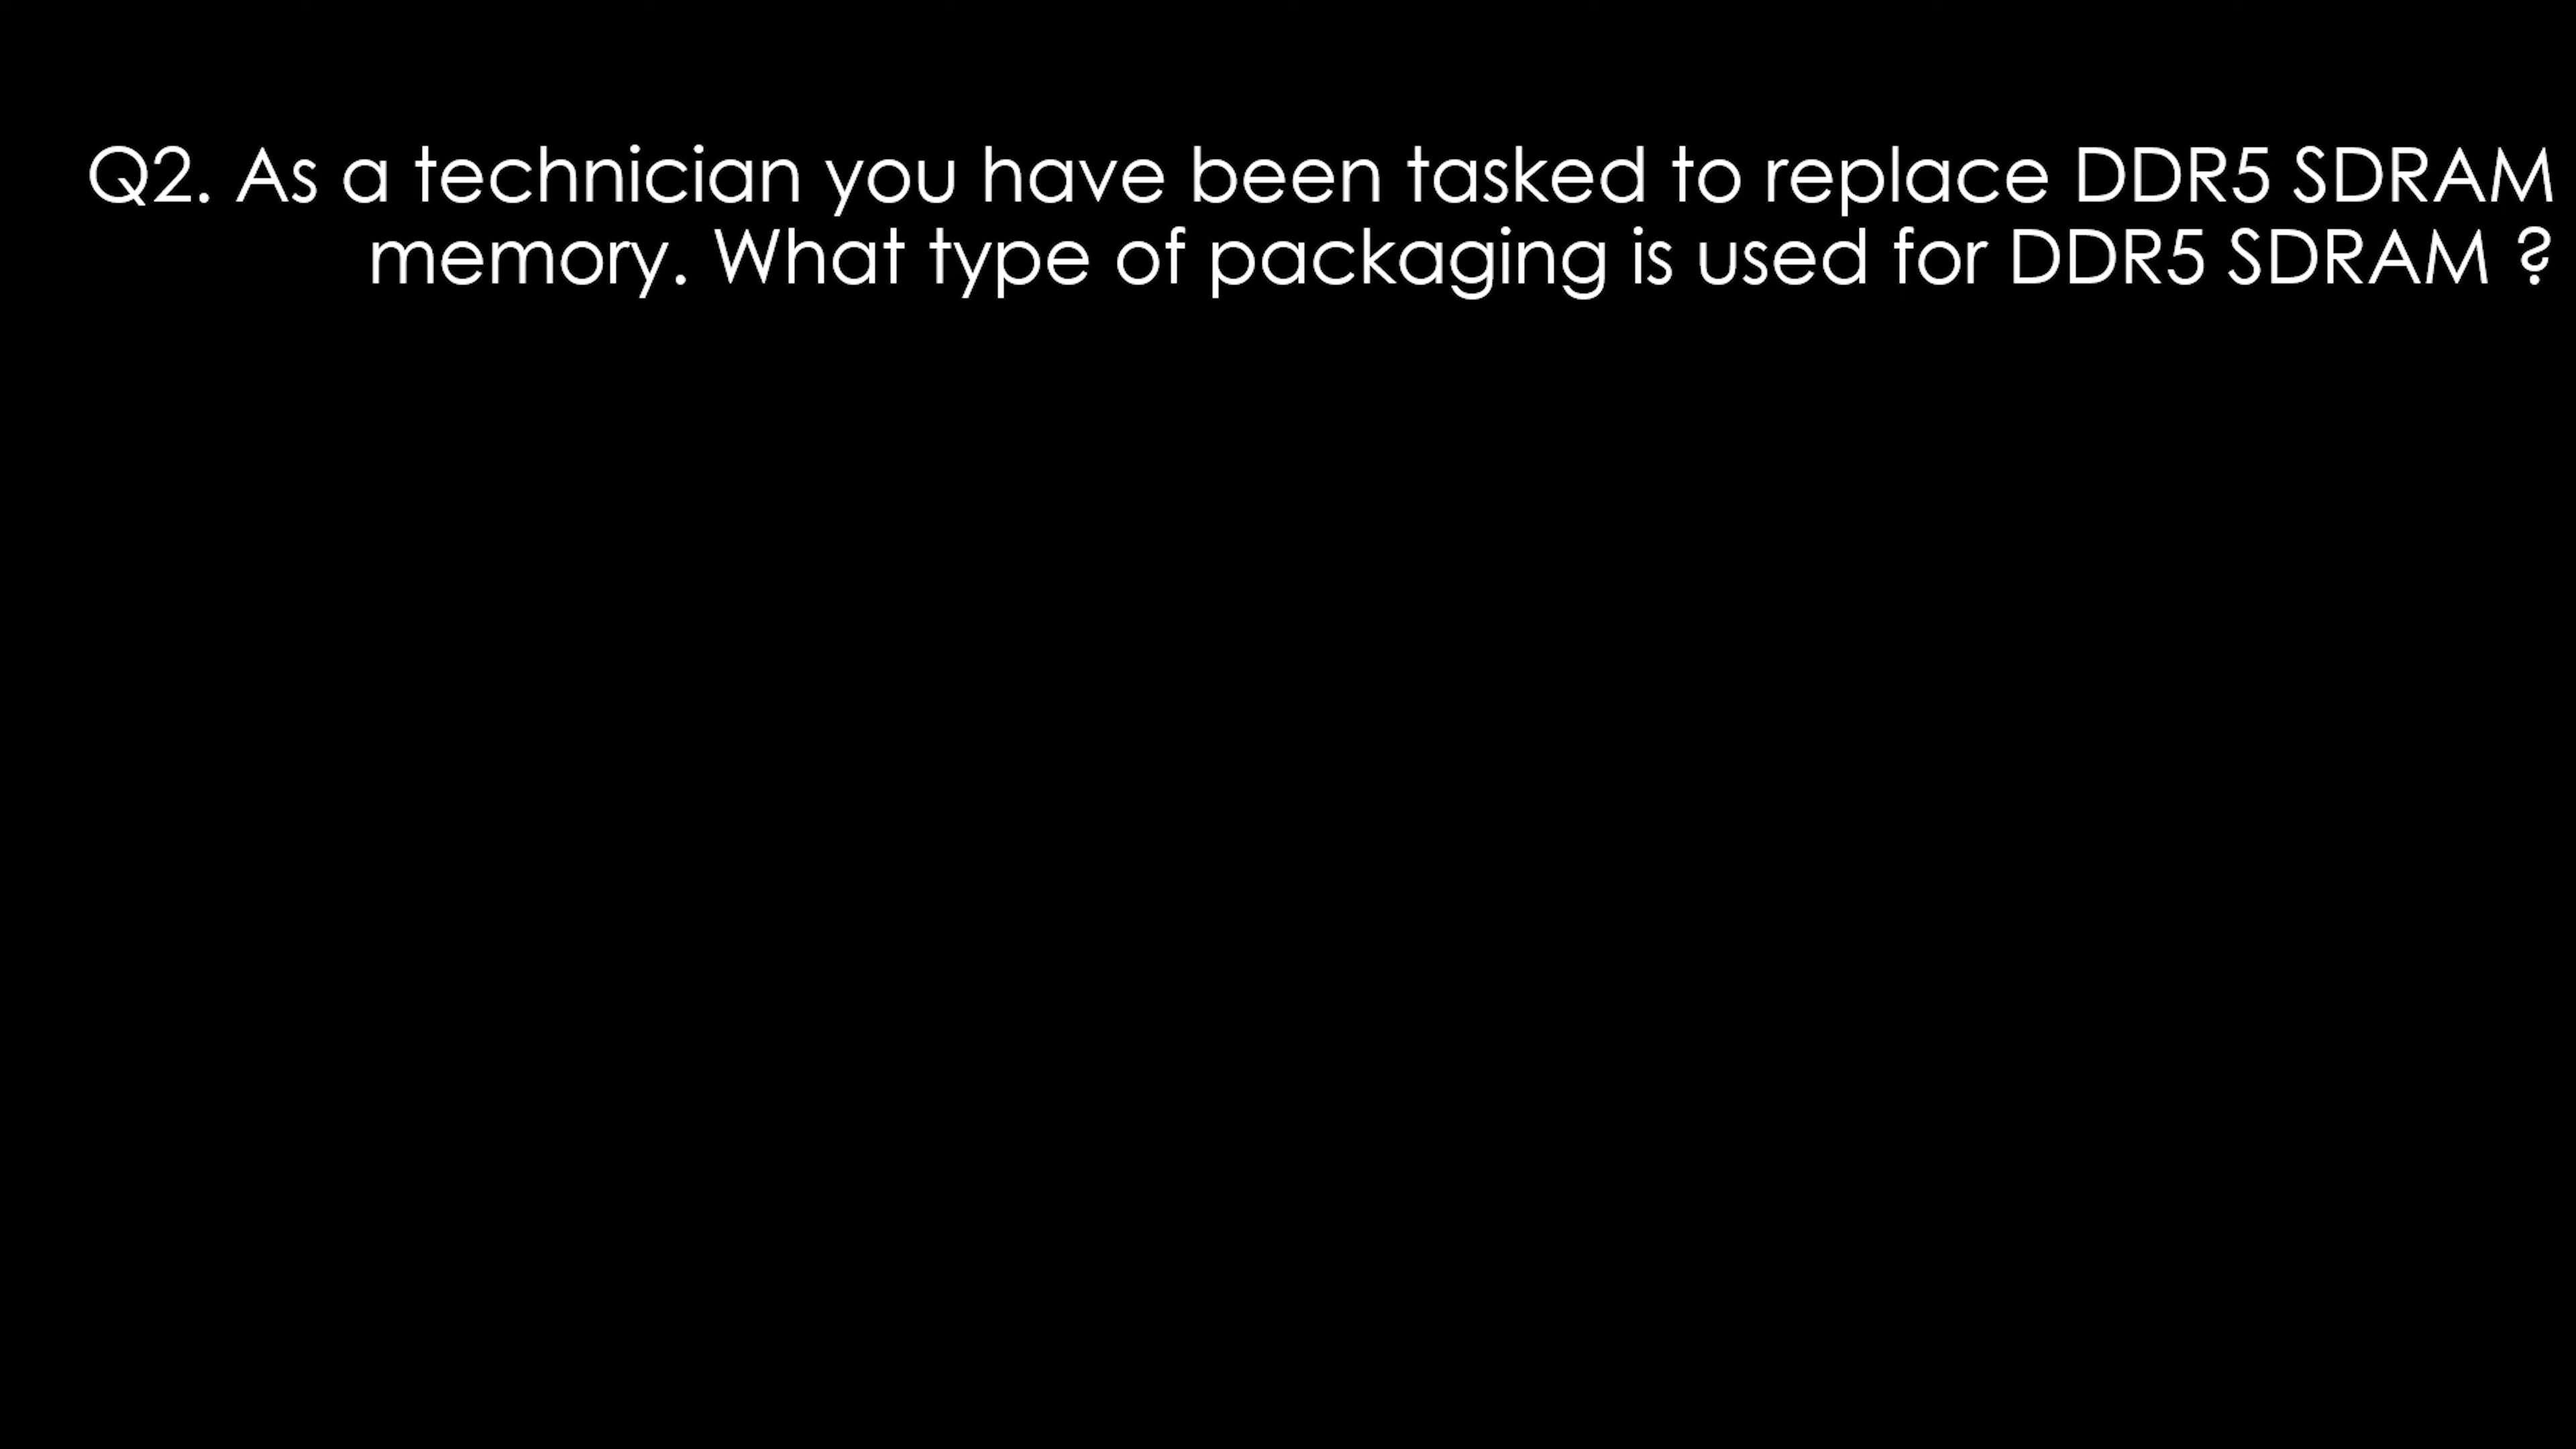 Q2. As a technician you have been tasked to replace DDR5 SDRAM
memory. What type of packaging is used for DDR5 SDRAM ?